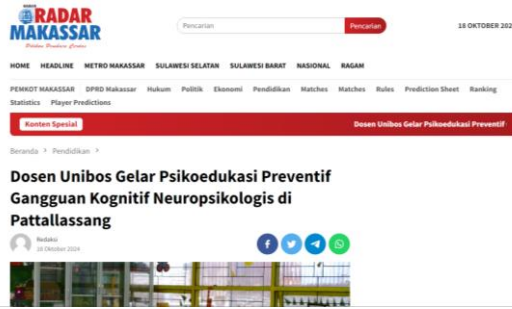 RADAR
MAKASSAR
Pencarian
Pencarian
18 OKTOBER 202
HOME HEADLINE METRO MAKASSAR SULAWESI SELATAN SULAWESI BARAT NASIONAL RAGAM
PEMKOT MAKASSAR DPRD Makassar Hukum Politik Ekonomi Pendidikan Matches Matches Rules Prediction Sheet Ranking
Statistics Player Predictions
Konten Spesial
Dosen Unibos Gelar Psikoedukasi Preventif
Beranda > Pendidikan >
Dosen Unibos Gelar Psikoedukasi Preventif
Gangguan Kognitif Neuropsikologis di
Pattallassang
Redaksi
18 Oktober 2024